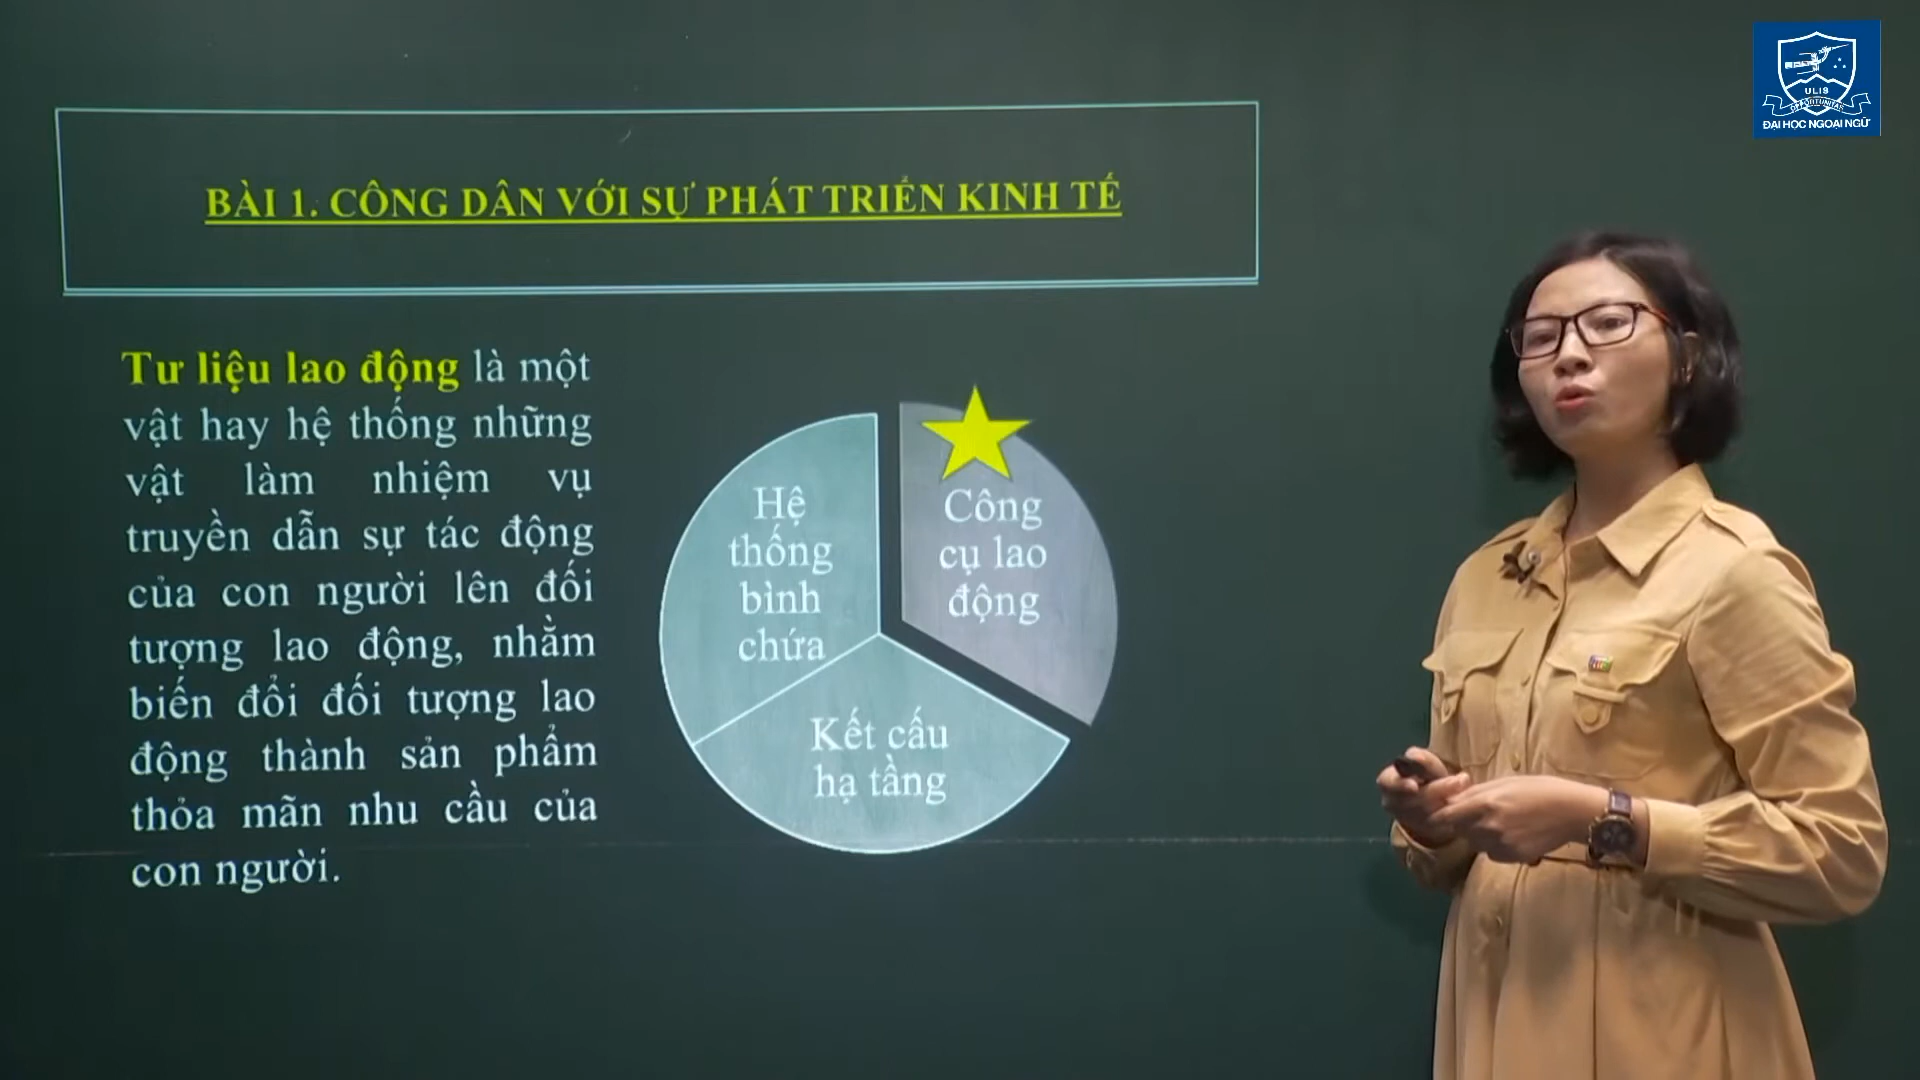 ULIS
OPPORTUNITAS
ĐẠI HỌC NGOẠI NGỮ
BÀI 1. CÔNG DÂN VỚI SỰ PHÁT TRIỂN KINH TẾ
Tư liệu lao động là một
vật hay hệ thống những
vật làm nhiệm vụ
truyền dẫn sự tác động
của con người lên đối
tượng lao động, nhằm
biến đổi đối tượng lao
động thành sản phẩm
thỏa mãn nhu cầu của
con người.
Hệ
thống
bình
chứa
Công
cụ lao
động
Kết cấu
hạ tầng